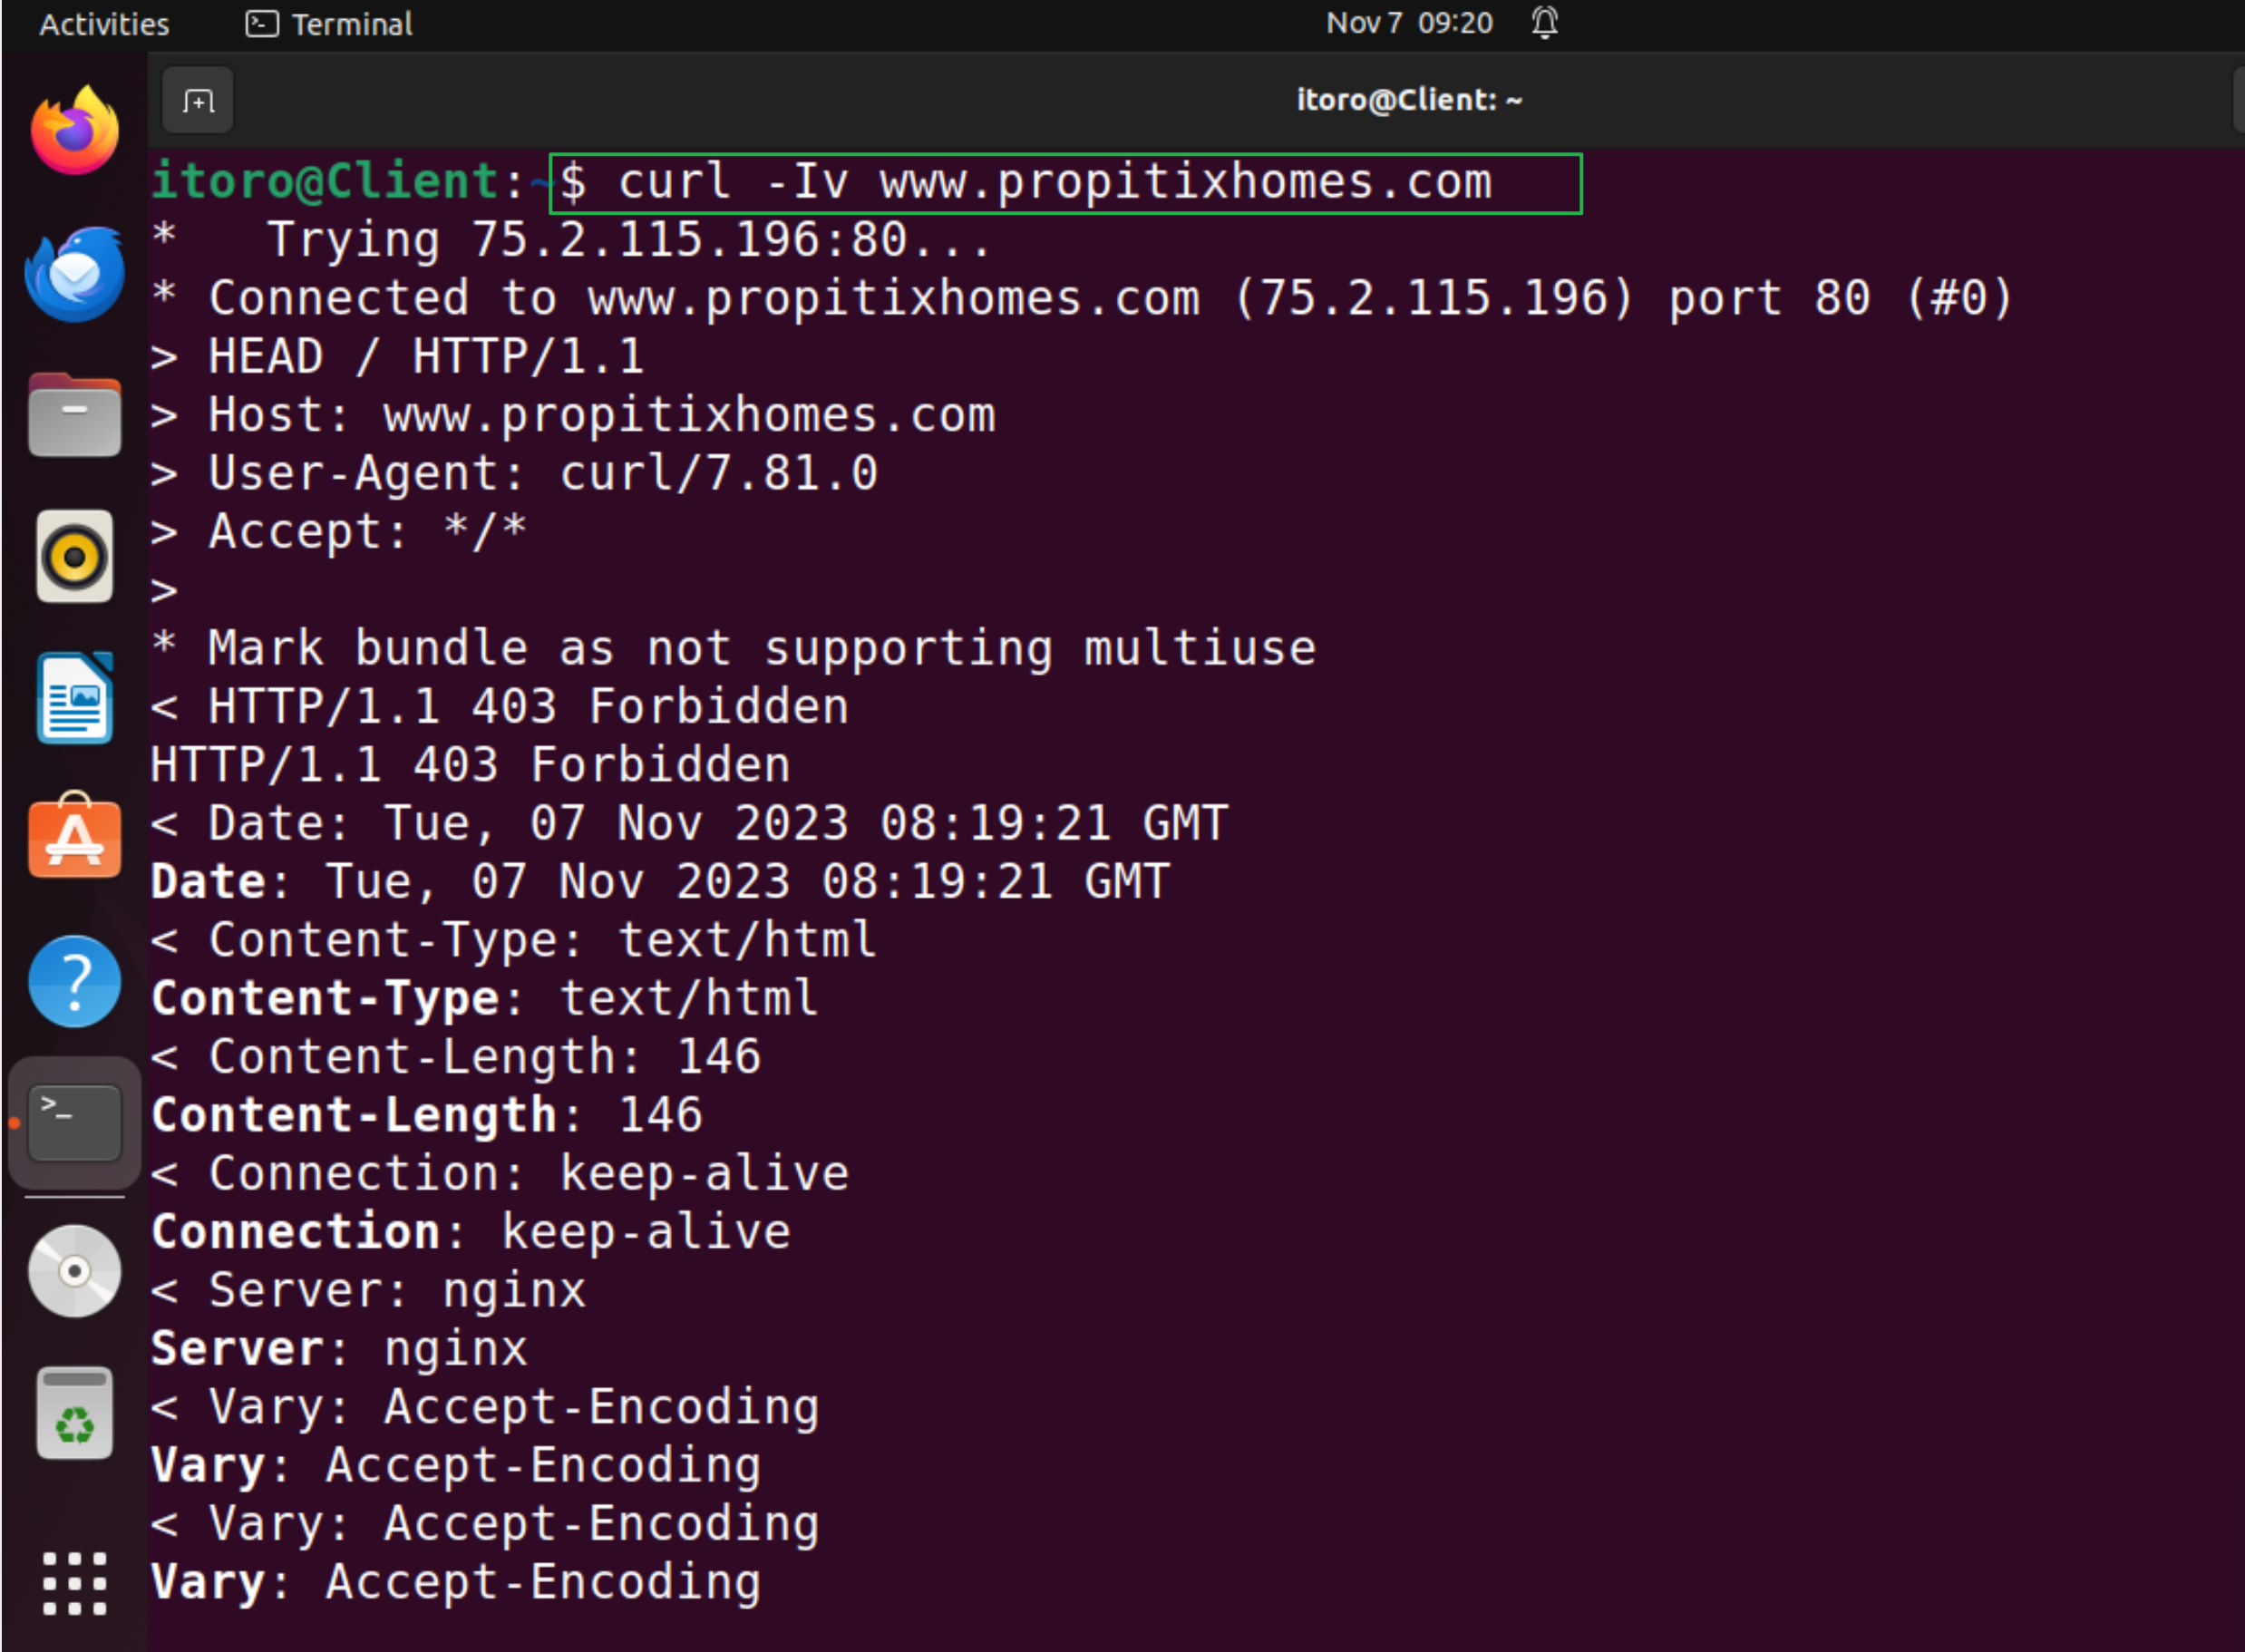 Activities Terminal Nov 7 09:20
itoro@Client: ~
itoro@Client:~$ curl -Iv www.propitixhomes.com
*   Trying 75.2.115.196:80...
* Connected to www.propitixhomes.com (75.2.115.196) port 80 (#0)
> HEAD / HTTP/1.1
> Host: www.propitixhomes.com
> User-Agent: curl/7.81.0
> Accept: */*
>
* Mark bundle as not supporting multiuse
< HTTP/1.1 403 Forbidden
HTTP/1.1 403 Forbidden
< Date: Tue, 07 Nov 2023 08:19:21 GMT
Date: Tue, 07 Nov 2023 08:19:21 GMT
< Content-Type: text/html
Content-Type: text/html
< Content-Length: 146
Content-Length: 146
< Connection: keep-alive
Connection: keep-alive
< Server: nginx
Server: nginx
< Vary: Accept-Encoding
Vary: Accept-Encoding
< Vary: Accept-Encoding
Vary: Accept-Encoding